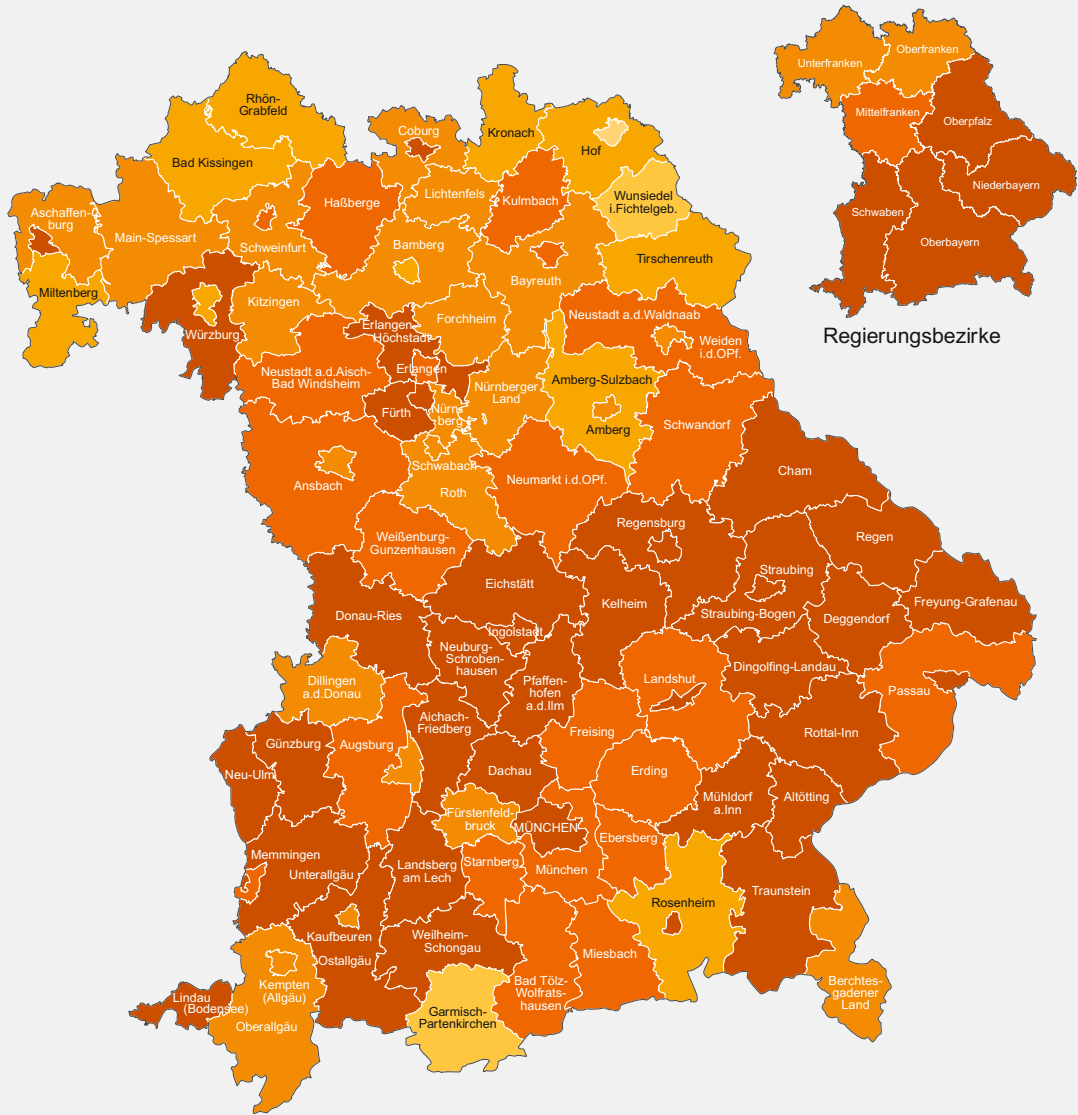 Rhön-
Grabfeld
Bad Kissingen
Coburg
Kronach
Hof
Wunsiedel
i.Fichtelgeb.
Lichtenfels
Kulmbach
Haßberge
Aschaffen-
burg
Main-Spessart
Schweinfurt
Bamberg
Bayreuth
Tirschenreuth
Miltenberg
Kitzingen
Würzburg
Forchheim
Erlangen-
Höchstadt
Neustadt a.d.Waldnaab
Weiden
i.d.OPf.
Neustadt a.d.Aisch-
Bad Windsheim
Erlangen
Fürth
Nürn-
berg
Nürnberger
Land
Amberg-Sulzbach
Amberg
Schwandorf
Ansbach
Schwabach
Roth
Neumarkt i.d.OPf.
Cham
Weißenburg-
Gunzenhausen
Regensburg
Regen
Straubing
Straubing-Bogen
Eichstätt
Kelheim
Deggendorf
Freyung-Grafenau
Donau-Ries
Ingolstadt
Neuburg-
Schroben-
hausen
Pfaffen-
hofen
a.d.Ilm
Landshut
Dingolfing-Landau
Passau
Dillingen
a.d.Donau
Aichach-
Friedberg
Rottal-Inn
Günzburg
Augsburg
Freising
Neu-Ulm
Dachau
Erding
Mühldorf
a.Inn
Altötting
Fürstenfeld-
bruck
MÜNCHEN
Ebersberg
Memmingen
Unterallgäu
Landsberg
am Lech
Starnberg
München
Rosenheim
Traunstein
Kaufbeuren
Ostallgäu
Weilheim-
Schongau
Miesbach
Bad Tölz-
Wolfrats-
hausen
Berchtes-
gadener
Land
Kempten
(Allgäu)
Lindau
(Bodensee)
Oberallgäu
Garmisch-
Partenkirchen
Unterfranken
Oberfranken
Mittelfranken
Oberpfalz
Niederbayern
Schwaben
Oberbayern
Regierungsbezirke